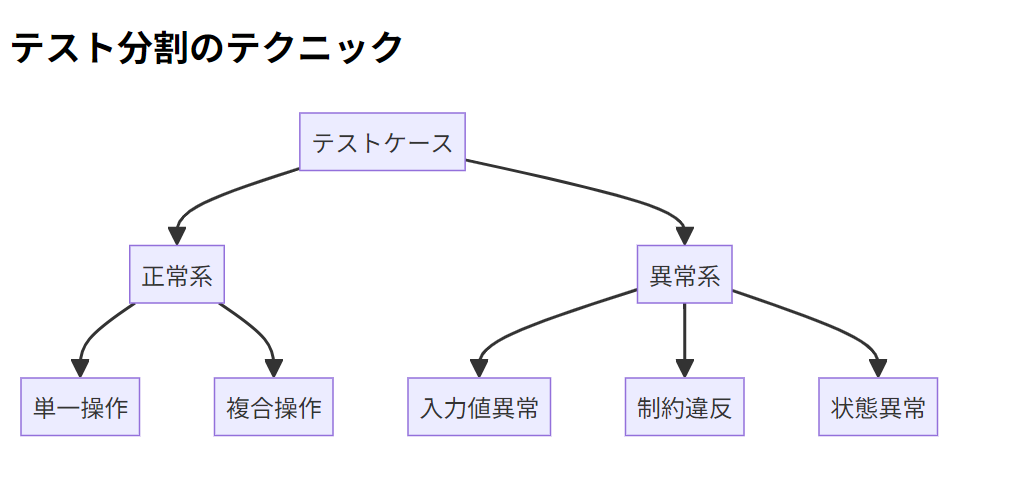 テスト分割のテクニック
テストケース
正常系
異常系
単一操作
複合操作
入力値異常
制約違反
状態異常